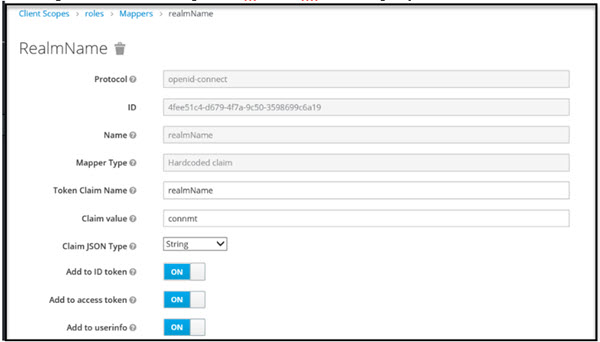 Client Scopes > roles > Mappers > realmName
RealmName
Protocol openid-connect
ID 4fee51c4-d679-4f7a-9c50-3598699c6a19
Name realmName
Mapper Type Hardcoded claim
Token Claim Name realmName
Claim value connmt
Claim JSON Type String
Add to ID token ON
Add to access token ON
Add to userinfo ON